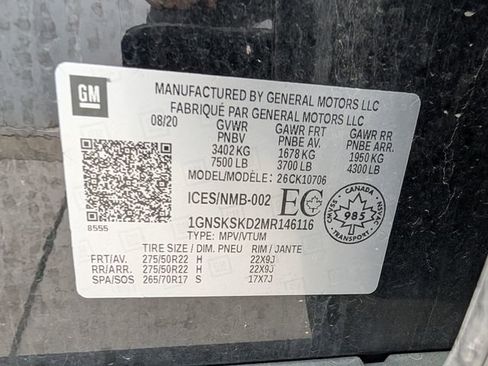 GM
MANUFACTURED BY GENERAL MOTORS LLC
FABRIQUÉ PAR GENERAL MOTORS LLC
08/20 GVWR GAWR FRT GAWR RR
PNBV PNBE AV. PNBE ARR.
3402 KG 1678 KG 1950 KG
7500 LB 3700 LB 4300 LB
MODEL/MODÈLE: 26CK10706
ICES/NMB-002 EC
CANADA
985
CMVSS NSVAC
8555
1GNSKSKD2MR146116
TYPE: MPV/VTUM
TIRE SIZE / DIM. PNEU RIM / JANTE
FRT/AV. 275/50R22 H 22X9J
RR/ARR. 275/50R22 H 22X9J
SPA/SOS 265/70R17 S 17X7J